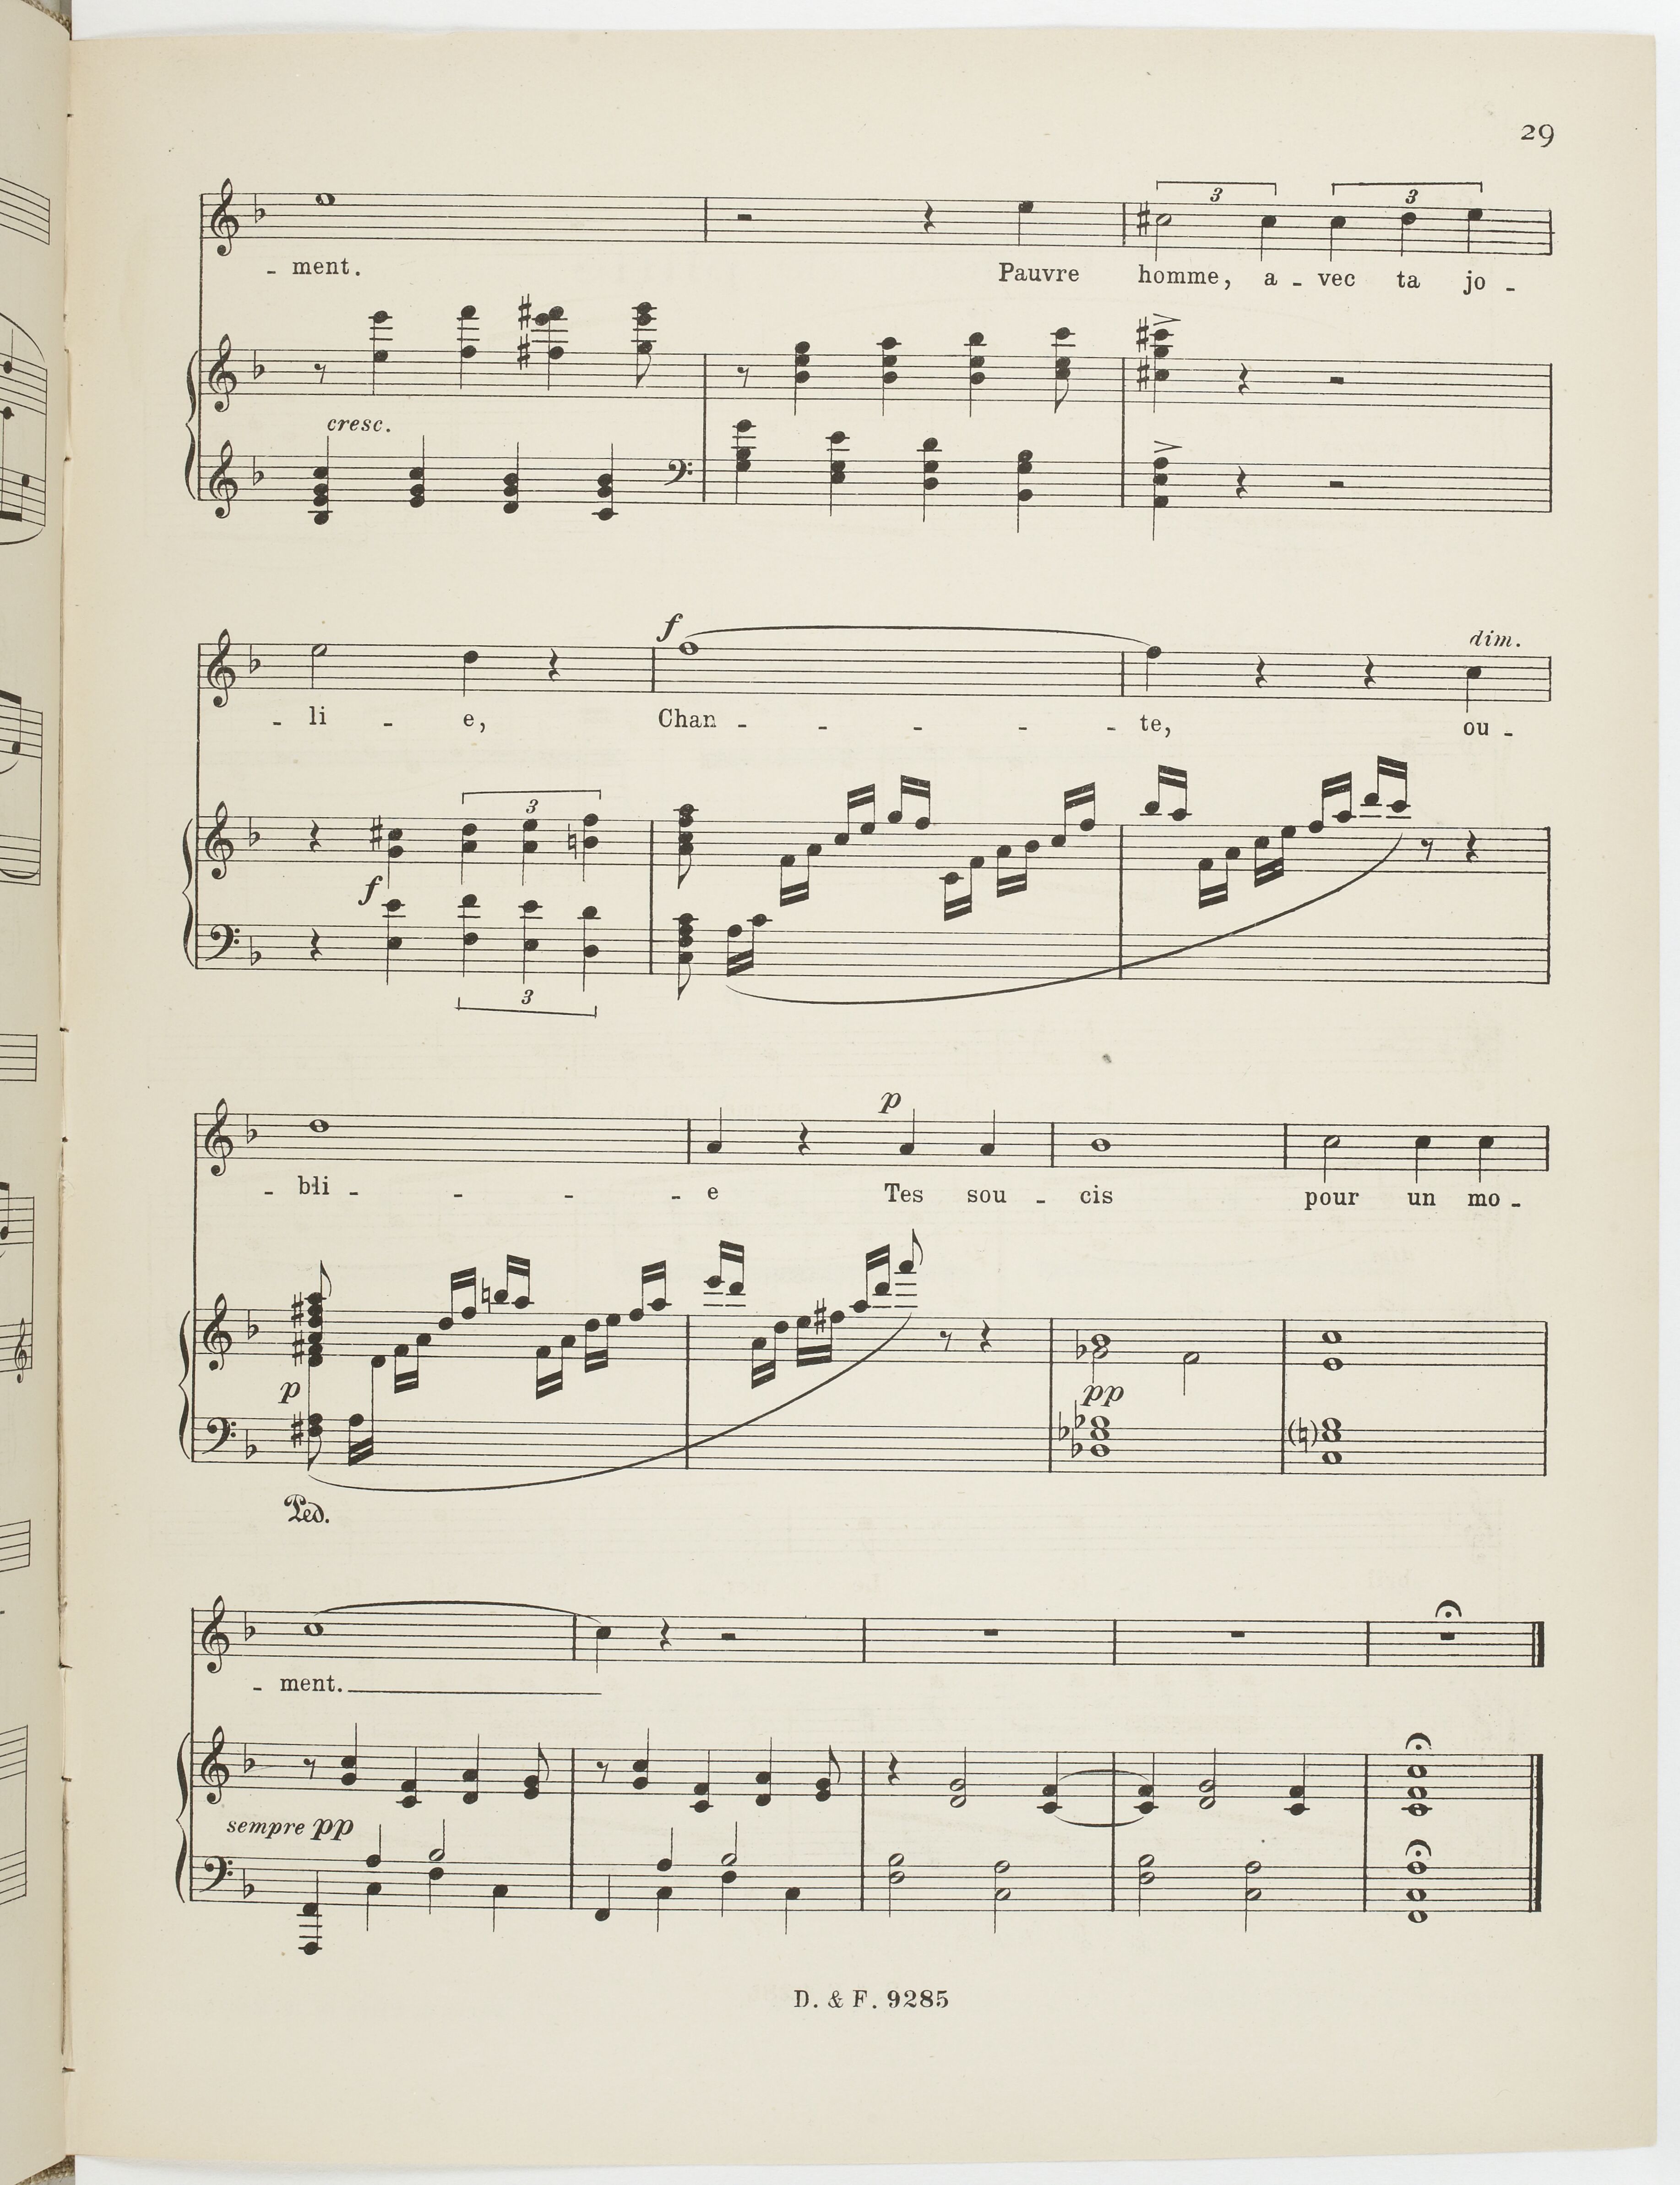 29
3 3
- ment. Pauvre homme, a - vec ta jo -
cresc.
f dim.
- li - e, Chan - - - - - te, ou -
3
f
3
p
- bli - - - - e Tes sou - cis pour un mo -
p pp
Ped.
- ment.
sempre pp
D. & F. 9285